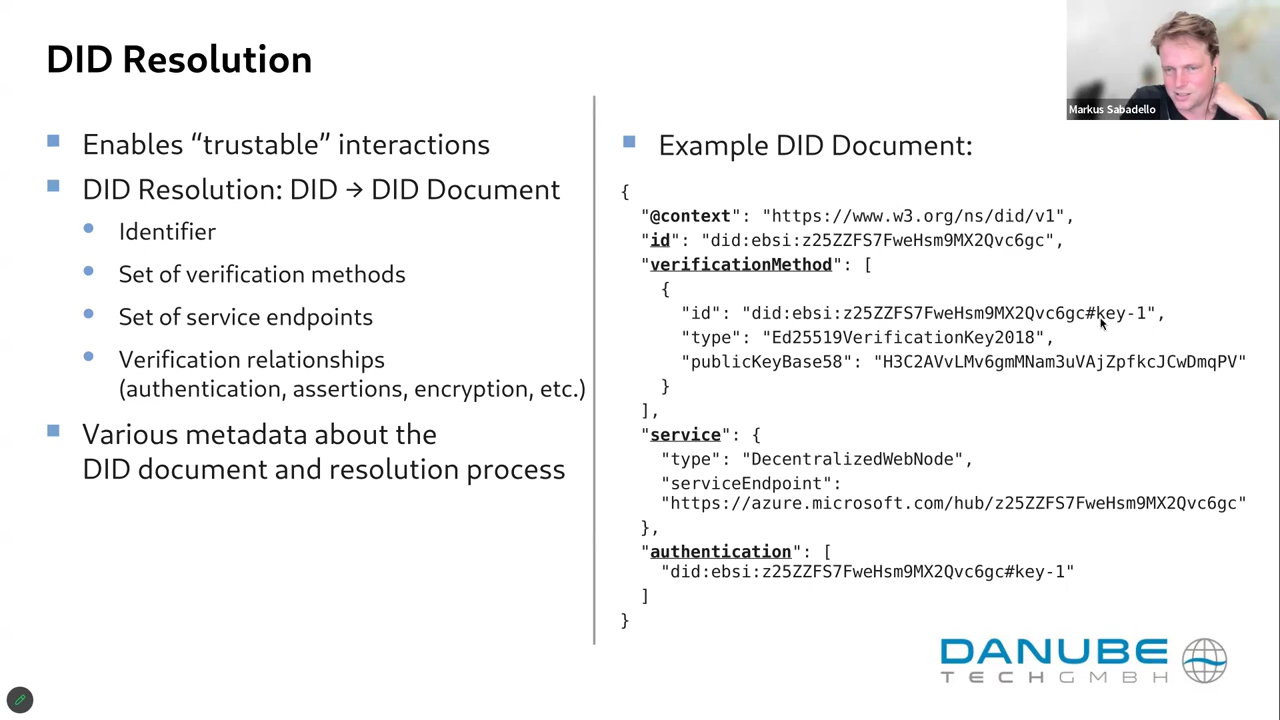 DID Resolution
Markus Sabadello
Enables “trustable” interactions
DID Resolution: DID → DID Document
Identifier
Set of verification methods
Set of service endpoints
Verification relationships
(authentication, assertions, encryption, etc.)
Various metadata about the
DID document and resolution process
Example DID Document:
{
"@context": "https://www.w3.org/ns/did/v1",
"id": "did:ebsi:z25ZZFS7FweHsm9MX2Qvc6gc",
"verificationMethod": [
{
"id": "did:ebsi:z25ZZFS7FweHsm9MX2Qvc6gc#key-1",
"type": "Ed25519VerificationKey2018",
"publicKeyBase58": "H3C2AVvLMv6gmMNam3uVAjZpfkcJCwDmqPV"
}
],
"service": {
"type": "DecentralizedWebNode",
"serviceEndpoint":
"https://azure.microsoft.com/hub/z25ZZFS7FweHsm9MX2Qvc6gc"
},
"authentication": [
"did:ebsi:z25ZZFS7FweHsm9MX2Qvc6gc#key-1"
]
}
DANUBE
TECH GMBH